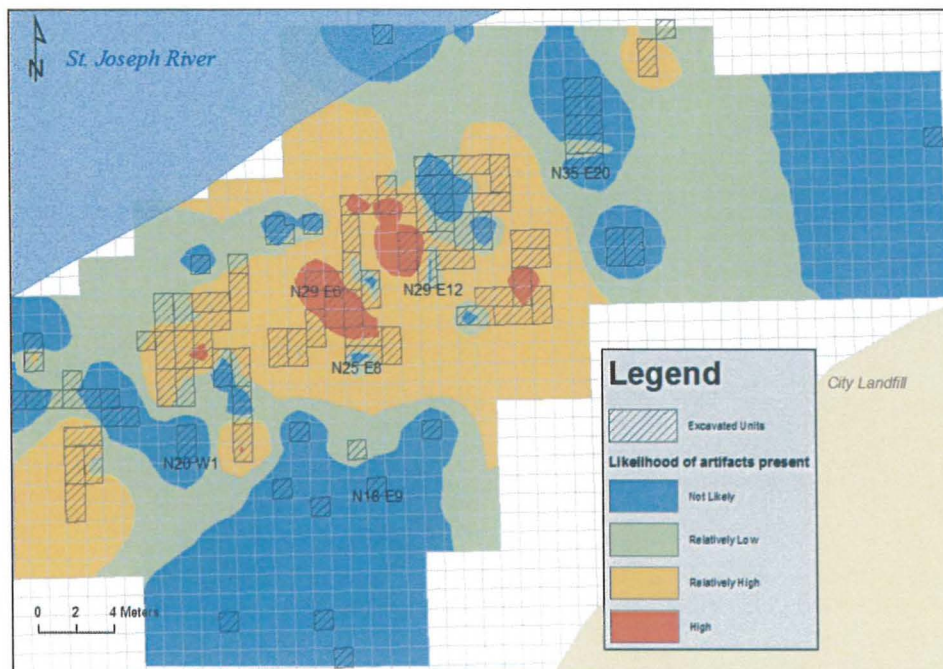 N
St. Joseph River
N35 E20
N29 E6
N29 E12
N25 E8
N20 W1
N18 E9
City Landfill
0 2 4 Meters
Legend
Excavated Units
Likelihood of artifacts present
Not Likely
Relatively Low
Relatively High
High